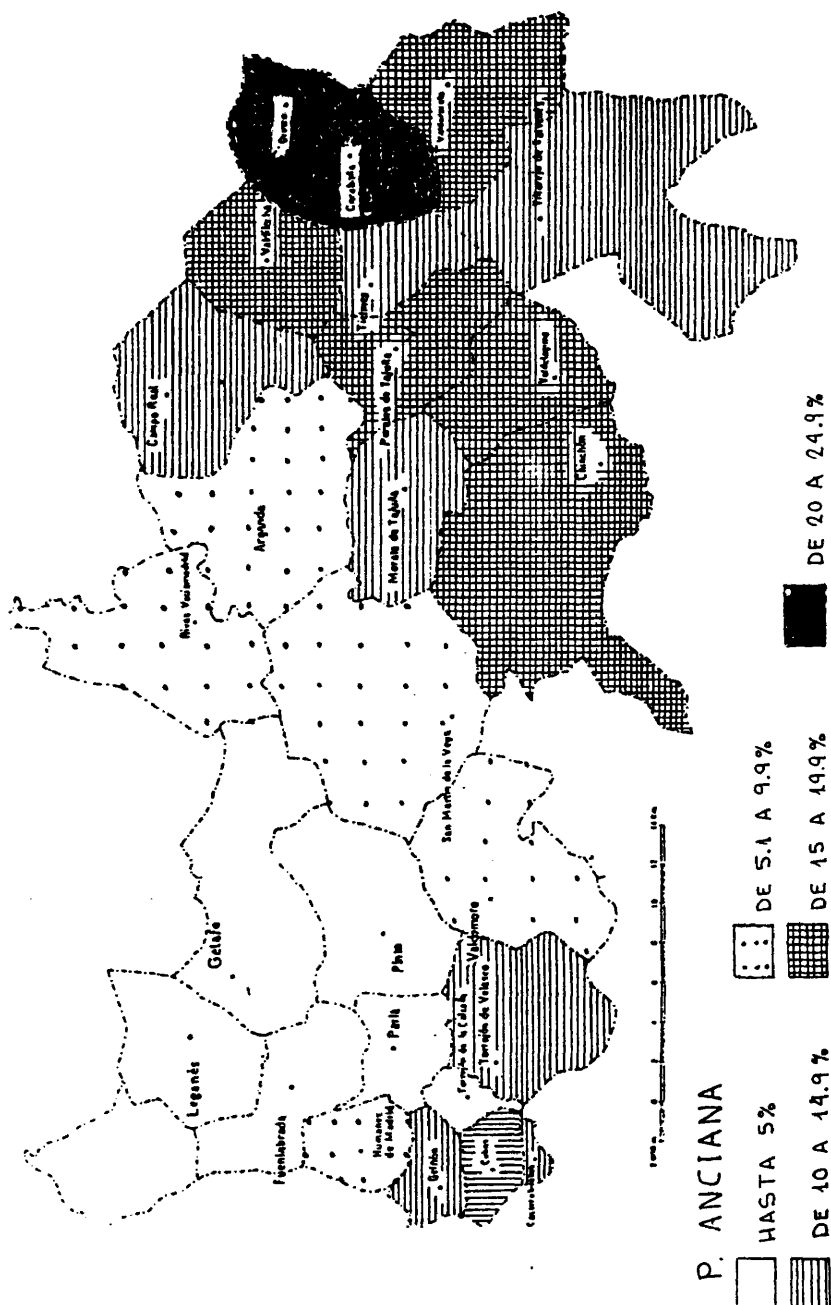 Leganés
Getafe
Fuenlabrada
Humanes
de Madrid
Parla
Pinto
Griñón
Cubas
Torrejón de la Calzada
Torrejón de Velasco
Valdemoro
San Martín de la Vega
Rivas Vaciamadrid
Arganda
Campo Real
Morata de Tajuña
Perales de Tajuña
Tielmes
Valdilecha
Carabaña
Orusco
Villarejo de Salvanés
Valdelaguna
Chinchón
P. ANCIANA
HASTA 5%
DE 5.1 A 9.9%
DE 10 A 14.9%
DE 15 A 19.9%
DE 20 A 24.9%